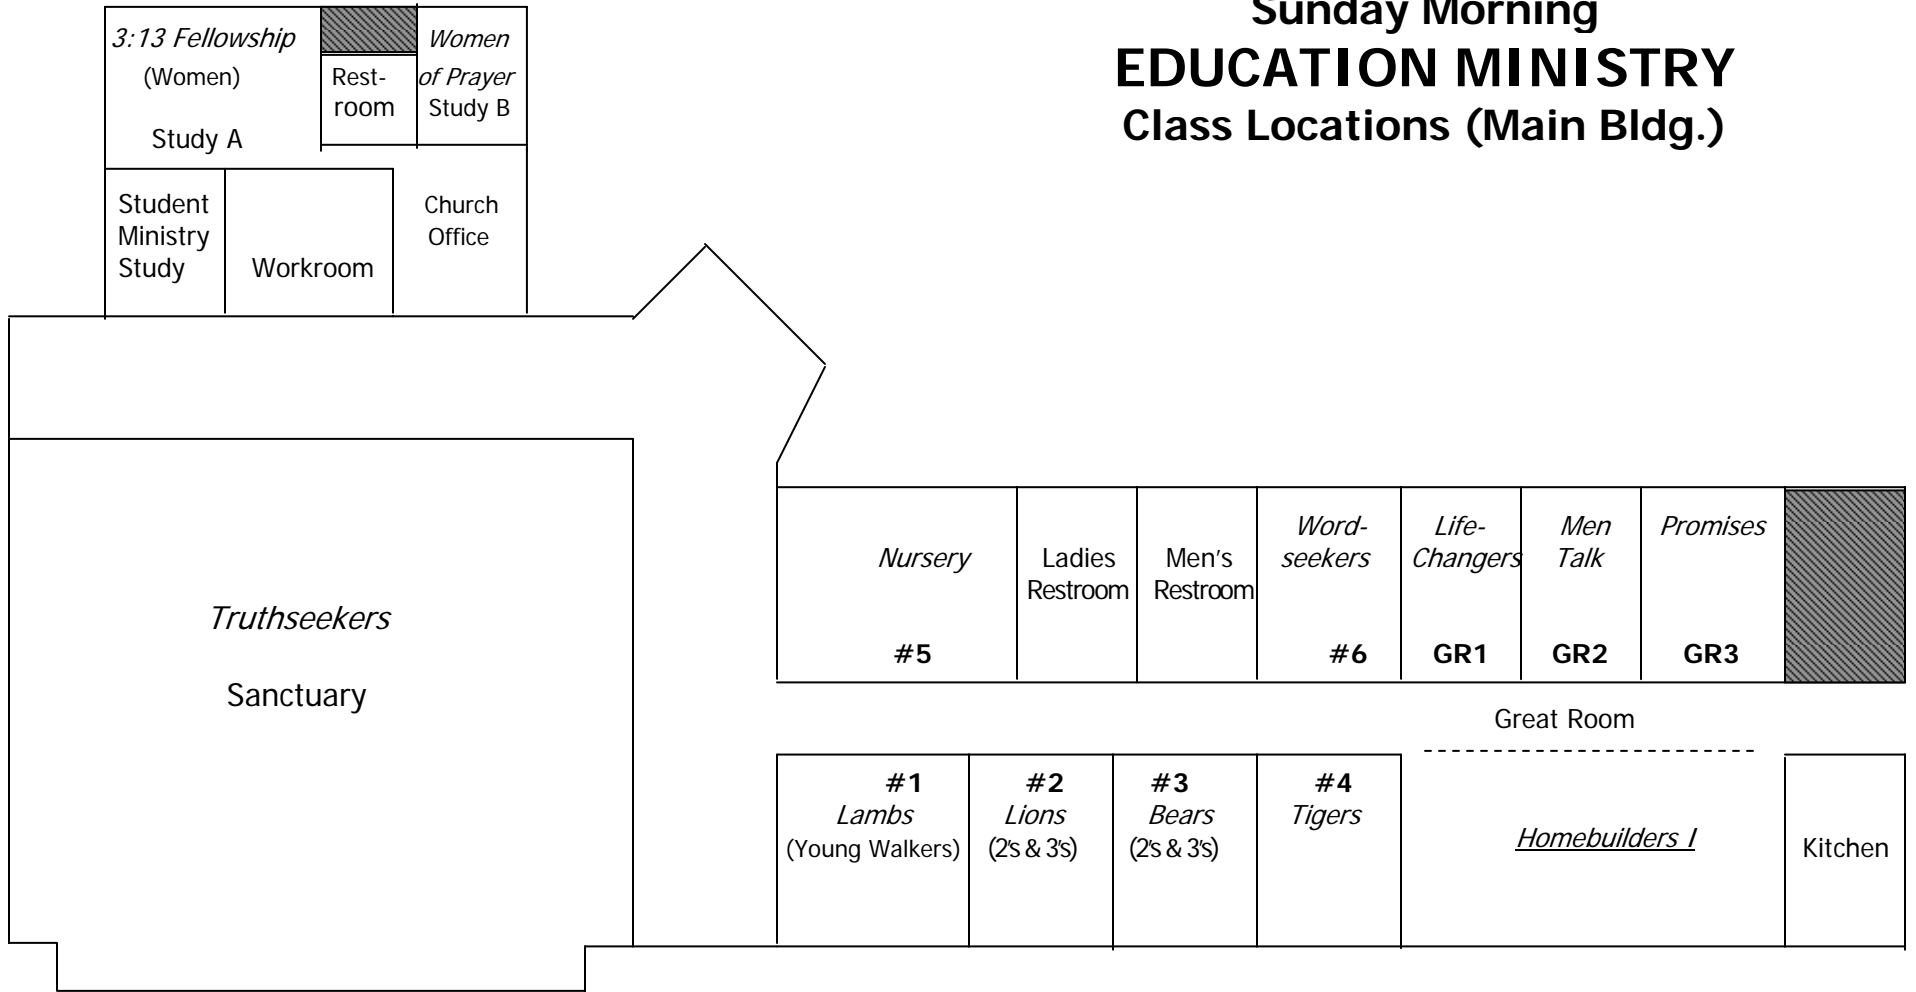 Sunday Morning
EDUCATION MINISTRY
Class Locations (Main Bldg.)
3:13 Fellowship
(Women)
Study A
Rest-
room
Women
of Prayer
Study B
Student
Ministry
Study
Workroom
Church
Office
Truthseekers
Sanctuary
Nursery
#5
Ladies
Restroom
Men's
Restroom
Word-
seekers
#6
Life-
Changers
GR1
Men
Talk
GR2
Promises
GR3
Great Room
#1
Lambs
(Young Walkers)
#2
Lions
(2's & 3's)
#3
Bears
(2's & 3's)
#4
Tigers
Homebuilders I
Kitchen